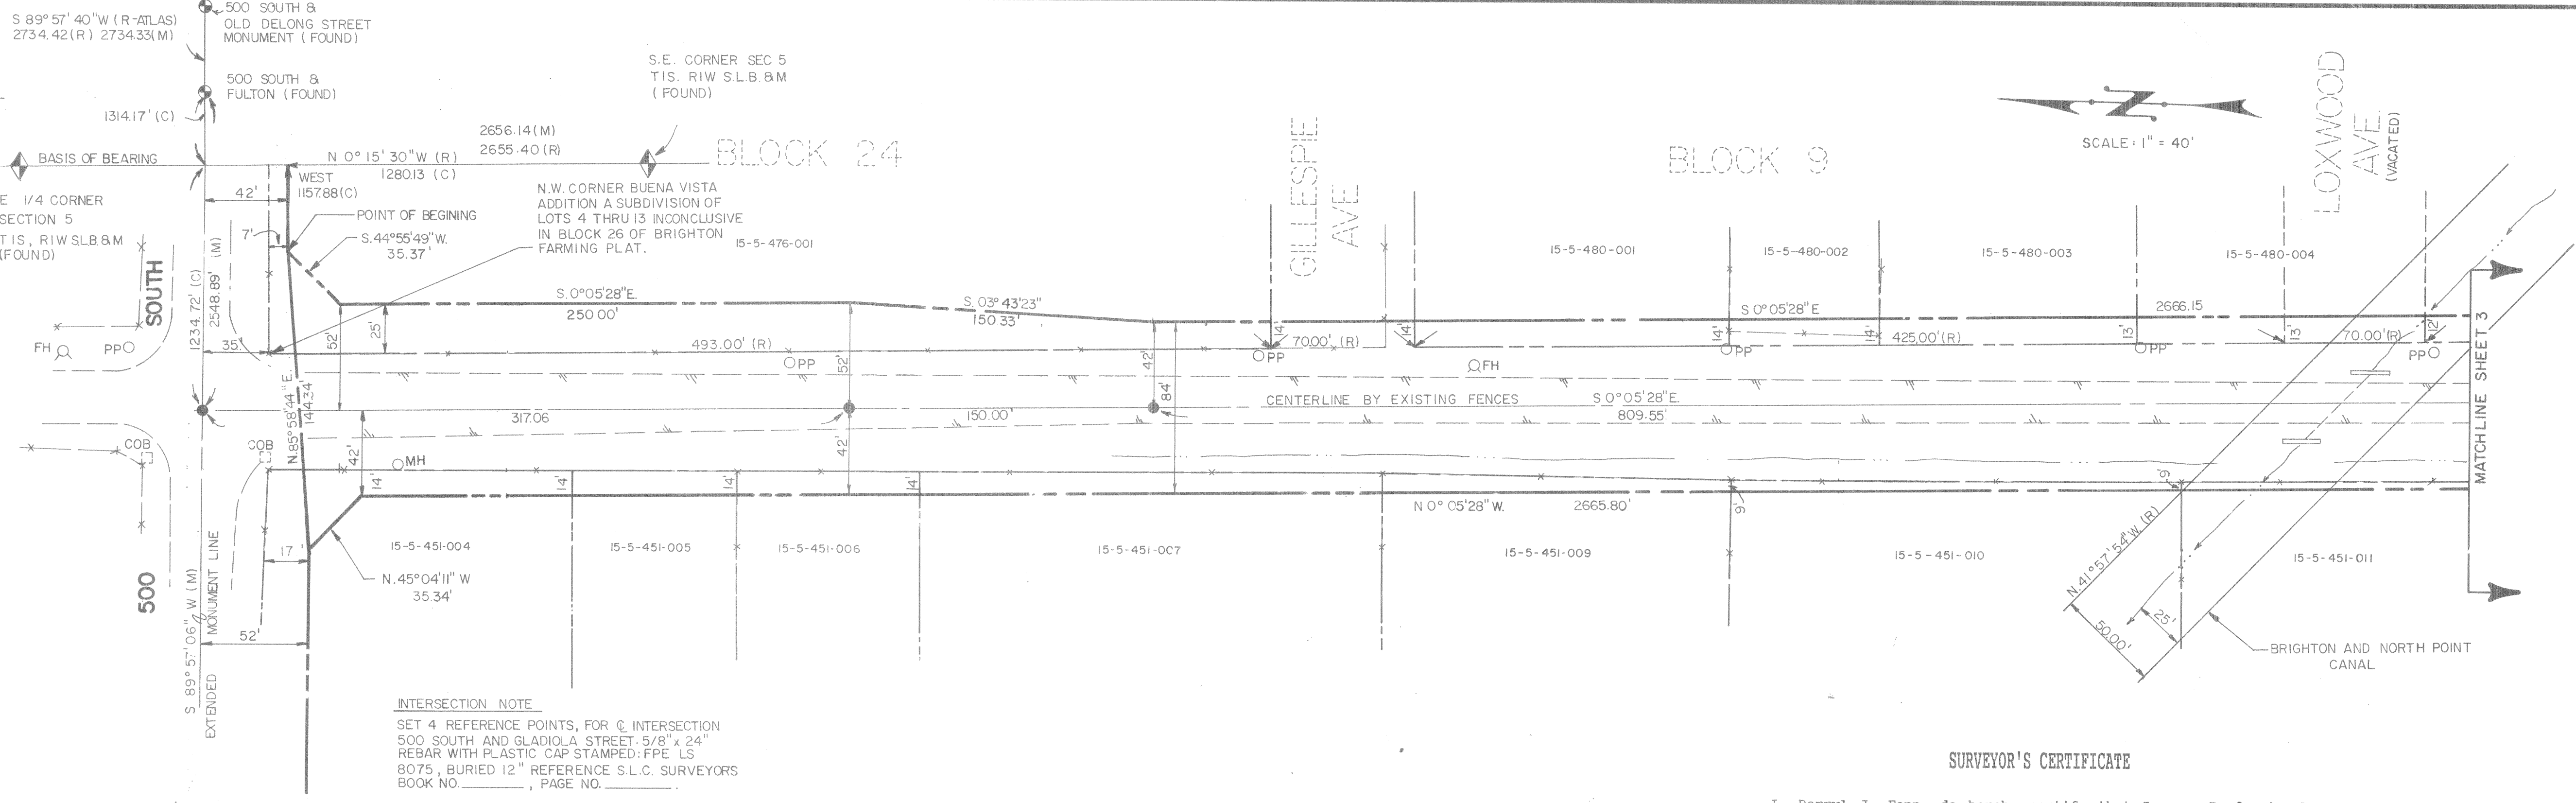 S 89° 57' 40" W (R-ATLAS)
2734.42 (R) 2734.33 (M)
500 SOUTH &
OLD DELONG STREET
MONUMENT (FOUND)
500 SOUTH &
FULTON (FOUND)
1314.17' (C)
S.E. CORNER SEC 5
T1S. R1W S.L.B. & M
(FOUND)
2656.14 (M)
2655.40 (R)
BASIS OF BEARING
N 0° 15' 30" W (R)
1280.13 (C)
WEST
1157.88 (C)
42'
E 1/4 CORNER
SECTION 5
T1S, R1W S.L.B. & M
(FOUND)
POINT OF BEGINING
7'
S. 44° 55' 49" W.
35.37'
N.W. CORNER BUENA VISTA
ADDITION A SUBDIVISION OF
LOTS 4 THRU 13 INCONCLUSIVE
IN BLOCK 26 OF BRIGHTON
FARMING PLAT.
15-5-476-001
BLOCK 24
GILLESPIE
AVE
BLOCK 9
N
SCALE: 1" = 40'
LOXWOOD
AVE.
(VACATED)
15-5-480-001
15-5-480-002
15-5-480-003
15-5-480-004
SOUTH
1234.72' (C)
2548.89' (M)
S. 0° 05' 28" E.
250.00'
S. 03° 43' 23"
150.33'
S 0° 05' 28" E
2666.15
FH
PP
35.
52'
25'
493.00' (R)
PP
52'
42'
84'
14'
PP
70.00' (R)
14'
FH
14'
PP
14'
425.00' (R)
13'
PP
13'
70.00' (R)
12'
PP
MATCHLINE SHEET 3
N. 85° 58' 44" E.
144.34'
317.06
150.00'
CENTERLINE BY EXISTING FENCES
S 0° 05' 28" E.
809.55'
COB
COB
42'
MH
42'
14'
14'
14'
14'
9'
9'
N 0° 05' 28" W.
2665.80'
15-5-451-004
15-5-451-005
15-5-451-006
15-5-451-007
15-5-451-009
15-5-451-010
15-5-451-011
17'
N. 45° 04' 11" W
35.34'
500
52'
S 89° 57' 06" W (M)
EXTENDED MONUMENT LINE
N. 41° 57' 54" W. (R)
50.00'
25'
BRIGHTON AND NORTH POINT
CANAL
INTERSECTION NOTE
SET 4 REFERENCE POINTS, FOR ℄ INTERSECTION
500 SOUTH AND GLADIOLA STREET. 5/8" x 24"
REBAR WITH PLASTIC CAP STAMPED: FPE LS
8075, BURIED 12" REFERENCE S.L.C. SURVEYORS
BOOK NO. ________, PAGE NO. ________.
SURVEYOR'S CERTIFICATE